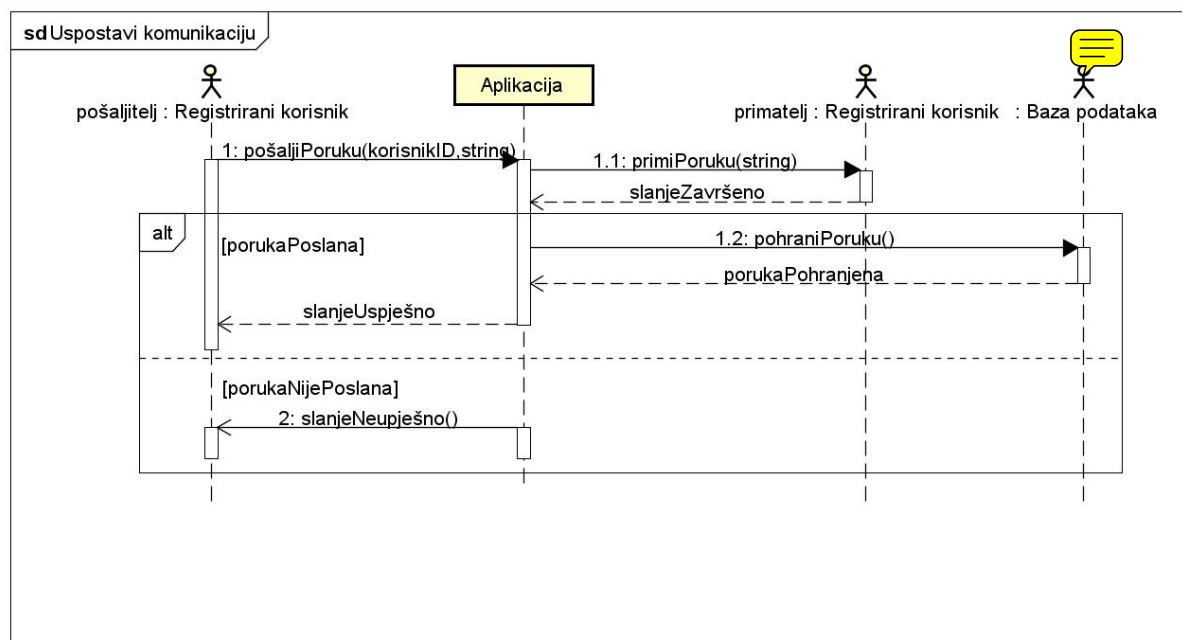 sd Uspostavi komunikaciju
pošaljitelj : Registrirani korisnik
Aplikacija
primatelj : Registrirani korisnik
: Baza podataka
1: pošaljiPoruku(korisnikID,string)
1.1: primiPoruku(string)
slanjeZavršeno
alt
[porukaPoslana]
1.2: pohraniPoruku()
porukaPohranjena
slanjeUspješno
[porukaNijePoslana]
2: slanjeNeupješno()